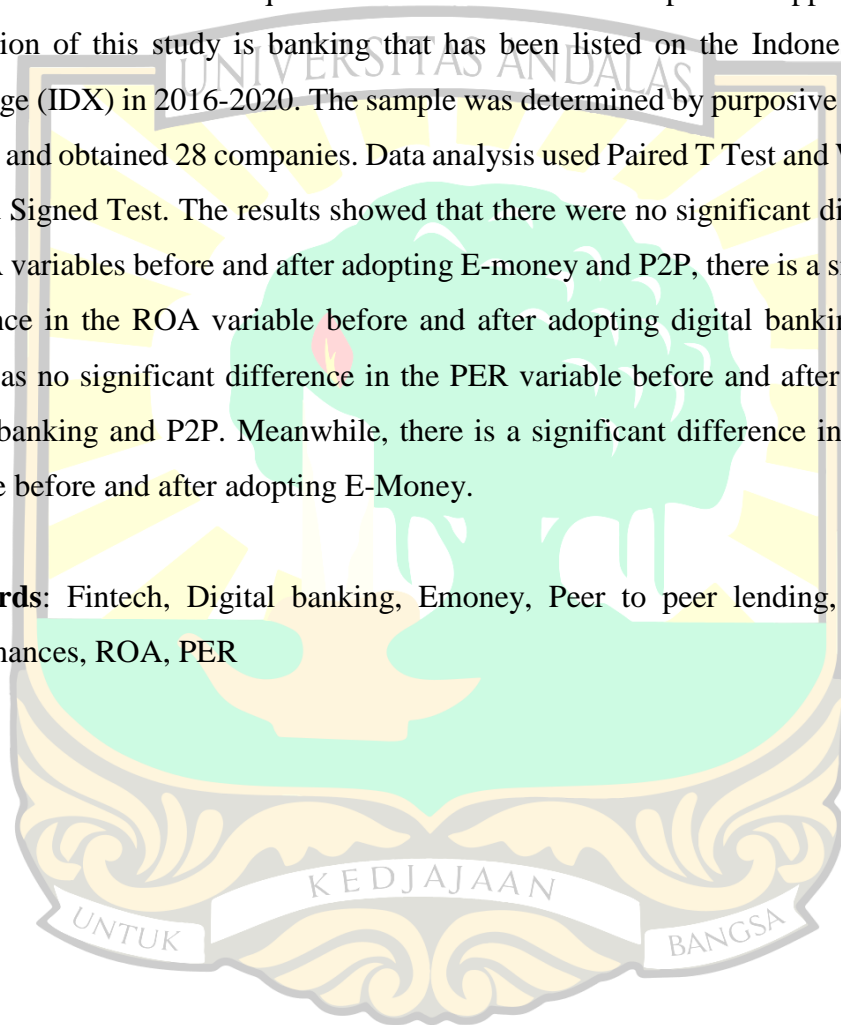 UNIVERSITAS ANDALAS
ion of this study is banking that has been listed on the Indone
ge (IDX) in 2016-2020. The sample was determined by purposive
and obtained 28 companies. Data analysis used Paired T Test and
Signed Test. The results showed that there were no significant di
variables before and after adopting E-money and P2P, there is a s
nce in the ROA variable before and after adopting digital bankin
as no significant difference in the PER variable before and after
banking and P2P. Meanwhile, there is a significant difference in
e before and after adopting E-Money.
rds: Fintech, Digital banking, Emoney, Peer to peer lending,
nances, ROA, PER
KEDJAJAAN
UNTUK
BANGSA